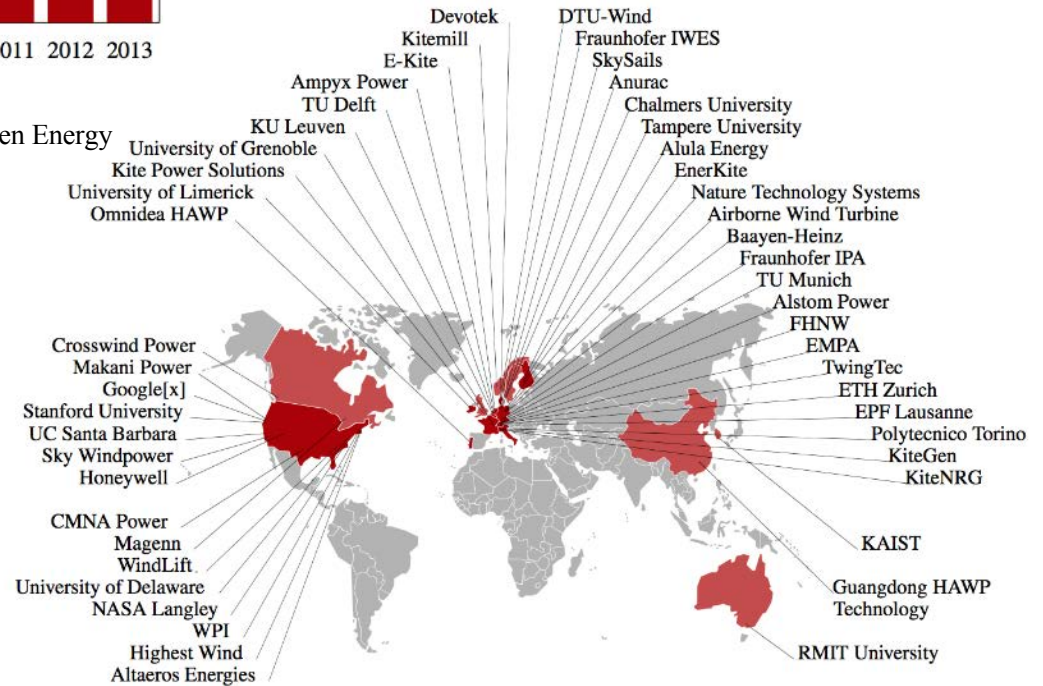 2012 2013
Energy
Devotek
Kitemill
E-Kite
Ampyx Power
TU Delft
KU Leuven
University of Grenoble
Kite Power Solutions
University of Limerick
Omnidea HAWP
DTU-Wind
Fraunhofer IWES
SkySails
Anurac
Chalmers University
Tampere University
Alula Energy
EnerKite
Nature Technology Systems
Airborne Wind Turbine
Baayen-Heinz
Fraunhofer IPA
TU Munich
Alstom Power
FHNW
EMPA
TwingTec
ETH Zurich
EPF Lausanne
Polytecnico Torino
KiteGen
KiteNRG
Crosswind Power
Makani Power
Google[x]
Stanford University
UC Santa Barbara
Sky Windpower
Honeywell
CMNA Power
Magenn
WindLift
University of Delaware
NASA Langley
WPI
Highest Wind
Altaeros Energies
KAIST
Guangdong HAWP
Technology
RMIT University